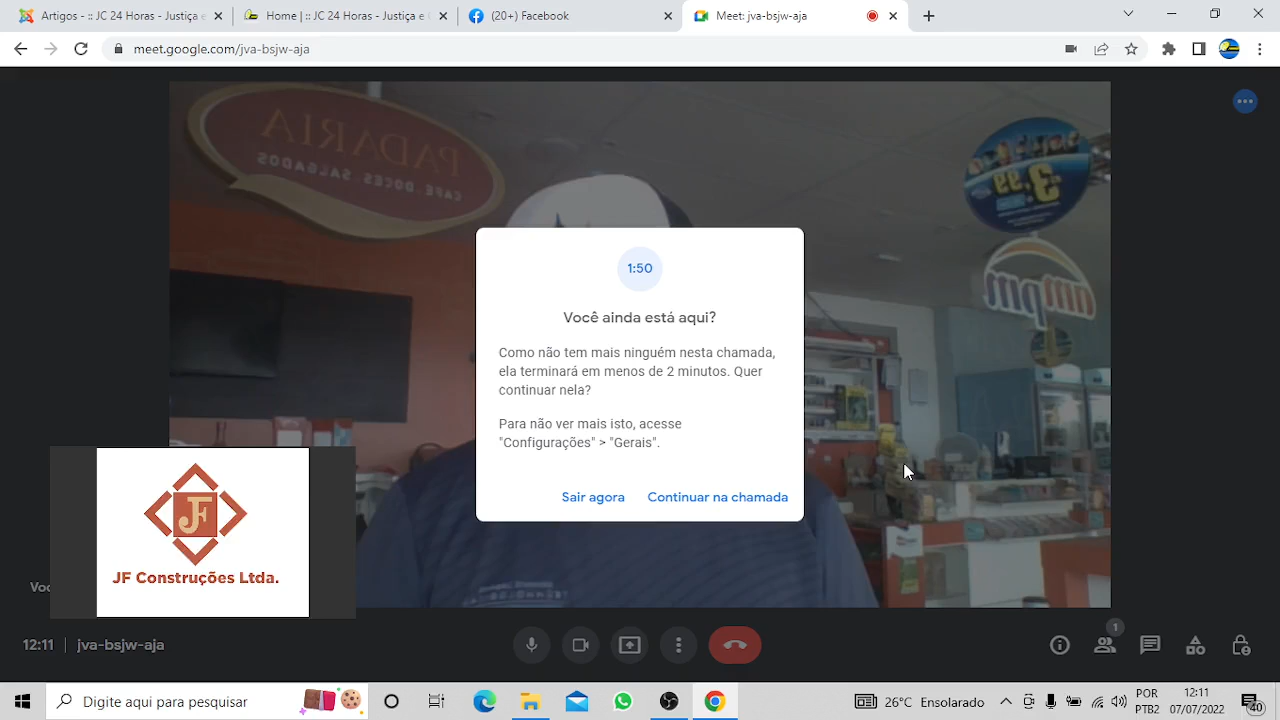 Artigos - JC 24 Horas - Justiça e
Home | :: JC 24 Horas - Justiça e
(20+) Facebook
Meet: jva-bsjw-aja
meet.google.com/jva-bsjw-aja
PADARIA
CAFÉ. DOCES. SALGADOS
3,99
ampm
1:50
Você ainda está aqui?
Como não tem mais ninguém nesta chamada,
ela terminará em menos de 2 minutos. Quer
continuar nela?
Para não ver mais isto, acesse
"Configurações" > "Gerais".
Sair agora
Continuar na chamada
JF
JF Construções Ltda.
Voc
12:11 | jva-bsjw-aja
1
Digite aqui para pesquisar
26°C Ensolarado
POR
PTB2
12:11
07/07/2022
40